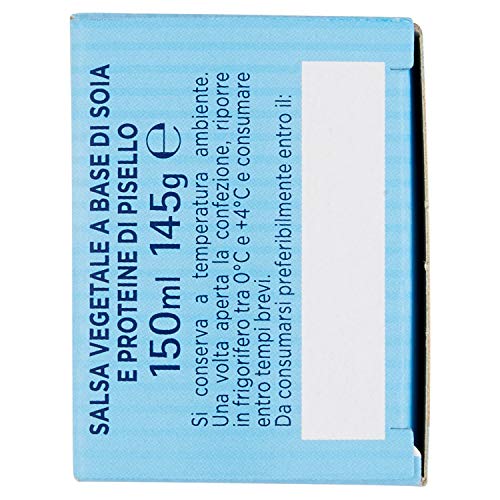 SALSA VEGETALE A BASE DI SOIA
E PROTEINE DI PISELLO
150ml 145g ℮
Si conserva a temperatura ambiente.
Una volta aperta la confezione, riporre
in frigorifero tra 0°C e +4°C e consumare
entro tempi brevi.
Da consumarsi preferibilmente entro il: